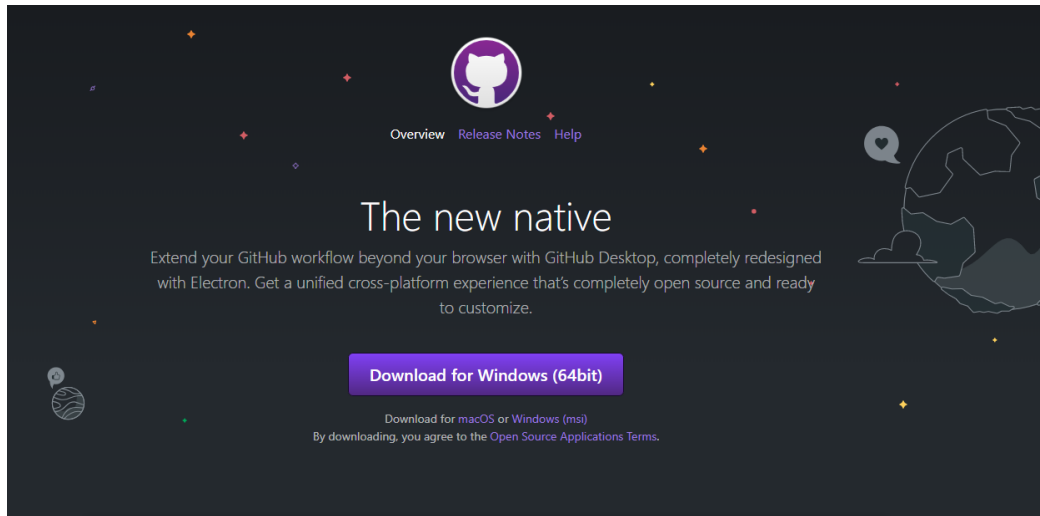 Overview Release Notes Help
The new native
Extend your GitHub workflow beyond your browser with GitHub Desktop, completely redesigned
with Electron. Get a unified cross-platform experience that's completely open source and ready
to customize.
Download for Windows (64bit)
Download for macOS or Windows (msi)
By downloading, you agree to the Open Source Applications Terms.